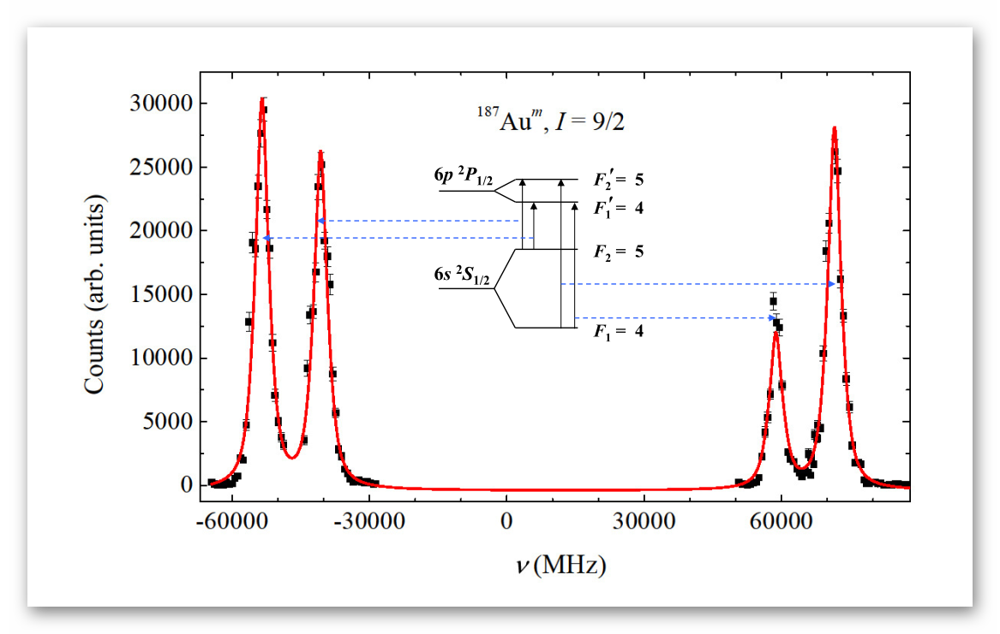 30000
25000
20000
15000
10000
5000
0
Counts (arb. units)
¹⁸⁷Auᵐ, I = 9/2
6p ²P₁/₂
F₂′ = 5
F₁′ = 4
F₂ = 5
6s ²S₁/₂
F₁ = 4
-60000 -30000 0 30000 60000
ν (MHz)